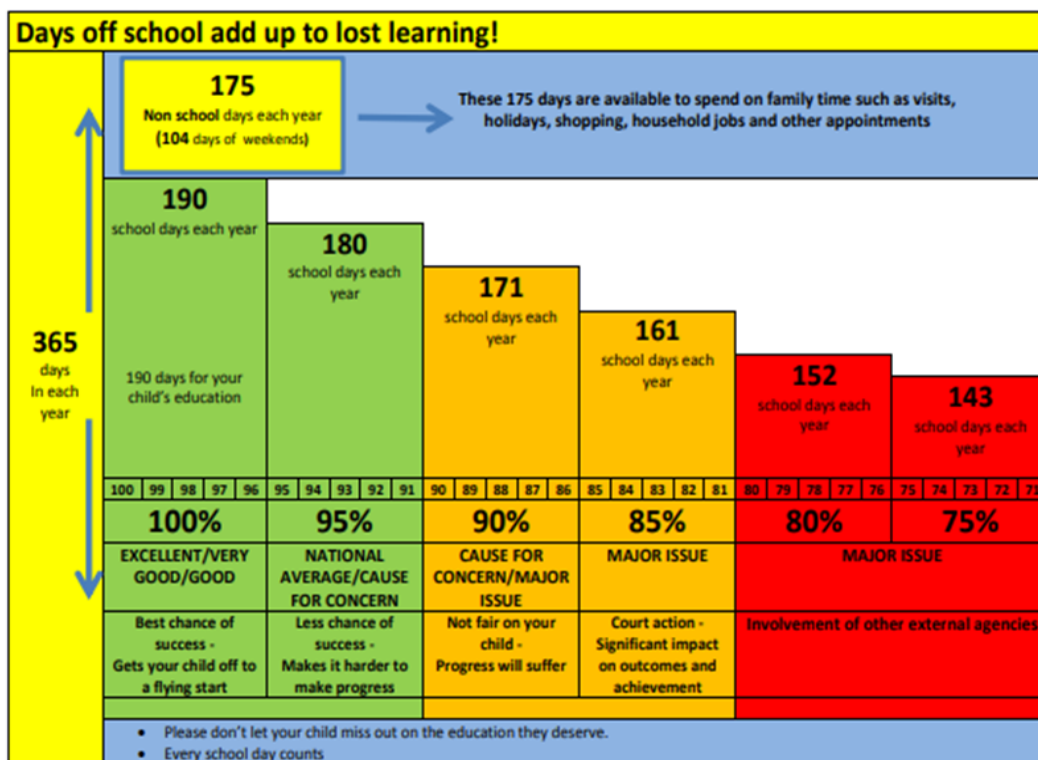 Days off school add up to lost learning!
175
Non school days each year
(104 days of weekends)
These 175 days are available to spend on family time such as visits,
holidays, shopping, household jobs and other appointments
365
days
In each
year
190
school days each year
190 days for your
child's education
180
school days each
year
171
school days each
year
161
school days each
year
152
school days each
year
143
school days each
year
100 99 98 97 96 95 94 93 92 91 90 89 88 87 86 85 84 83 82 81 80 79 78 77 76 75 74 73 72 71
100% 95% 90% 85% 80% 75%
EXCELLENT/VERY
GOOD/GOOD
NATIONAL
AVERAGE/CAUSE
FOR CONCERN
CAUSE FOR
CONCERN/MAJOR
ISSUE
MAJOR ISSUE
MAJOR ISSUE
Best chance of
success -
Gets your child off to
a flying start
Less chance of
success -
Makes it harder to
make progress
Not fair on your
child -
Progress will suffer
Court action -
Significant impact
on outcomes and
achievement
Involvement of other external agencies
• Please don't let your child miss out on the education they deserve.
• Every school day counts